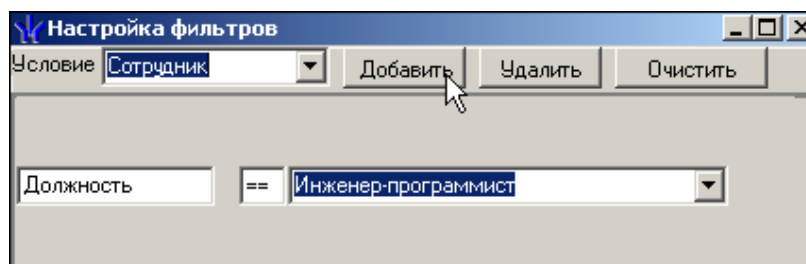 Настройка фильтров
Условие Сотрудник Добавить Удалить Очистить
Должность == Инженер-программист